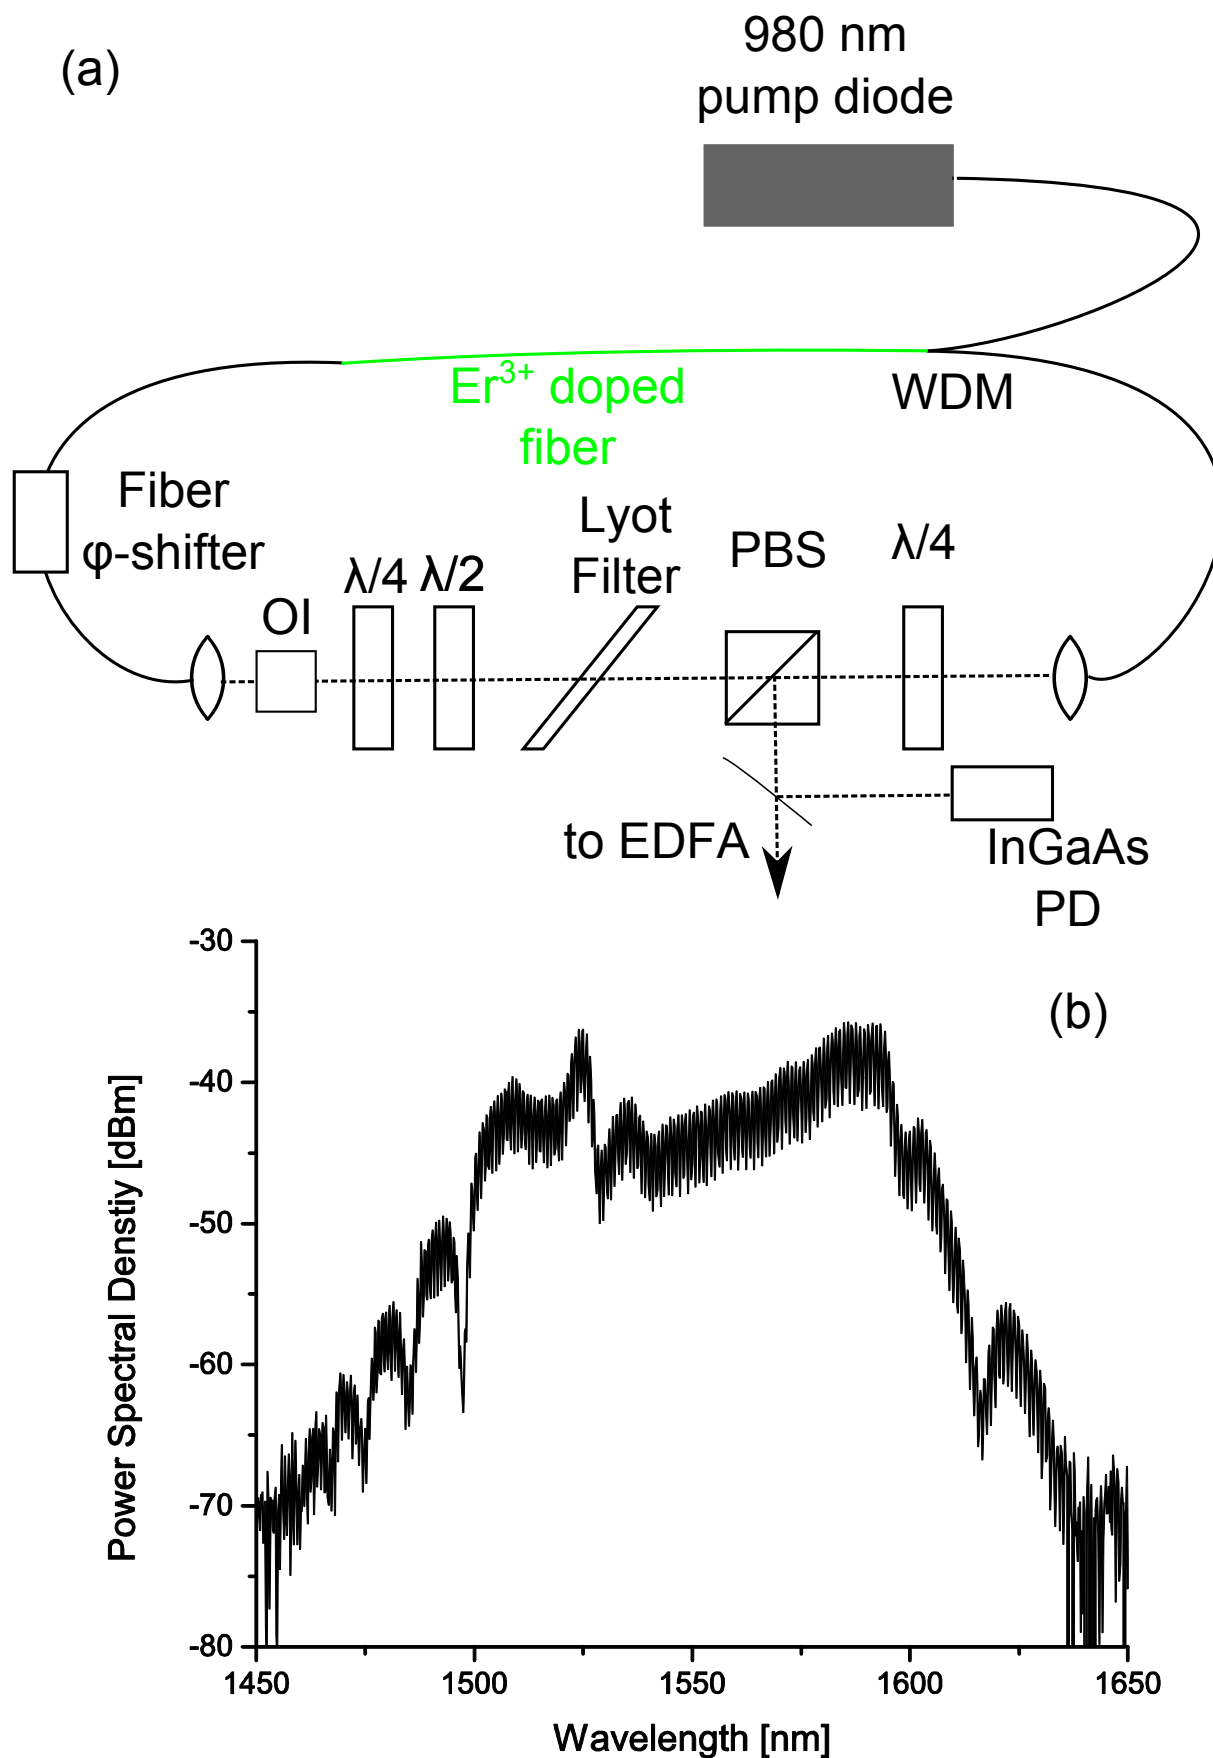 (a)
980 nm
pump diode
Er³⁺ doped
fiber
WDM
Fiber
φ-shifter
OI
λ/4
λ/2
Lyot
Filter
PBS
λ/4
to EDFA
InGaAs
PD
(b)
Power Spectral Denstiy [dBm]
-30
-40
-50
-60
-70
-80
1450
1500
1550
1600
1650
Wavelength [nm]